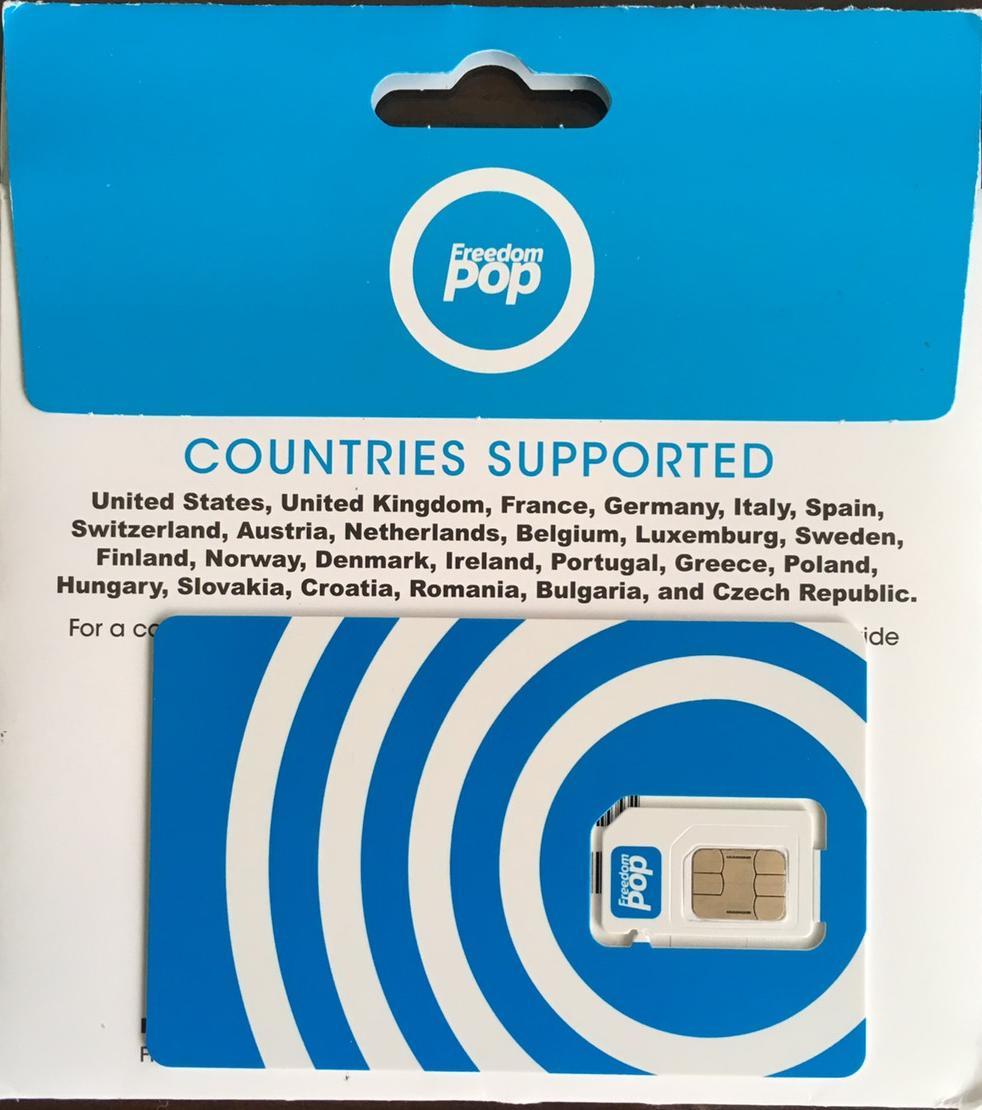 Freedom
pop
COUNTRIES SUPPORTED
United States, United Kingdom, France, Germany, Italy, Spain,
Switzerland, Austria, Netherlands, Belgium, Luxemburg, Sweden,
Finland, Norway, Denmark, Ireland, Portugal, Greece, Poland,
Hungary, Slovakia, Croatia, Romania, Bulgaria, and Czech Republic.
For a
Freedom
pop